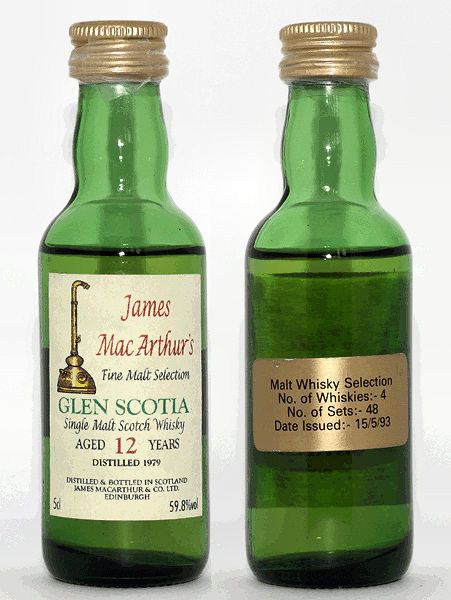 James
MacArthur's
Fine Malt Selection
GLEN SCOTIA
Single Malt Scotch Whisky
AGED 12 YEARS
DISTILLED 1979
DISTILLED & BOTTLED IN SCOTLAND
JAMES MACARTHUR & CO. LTD.
EDINBURGH
5cl 59.8%vol
Malt Whisky Selection
No. of Whiskies:- 4
No. of Sets:- 48
Date Issued:- 15/5/93